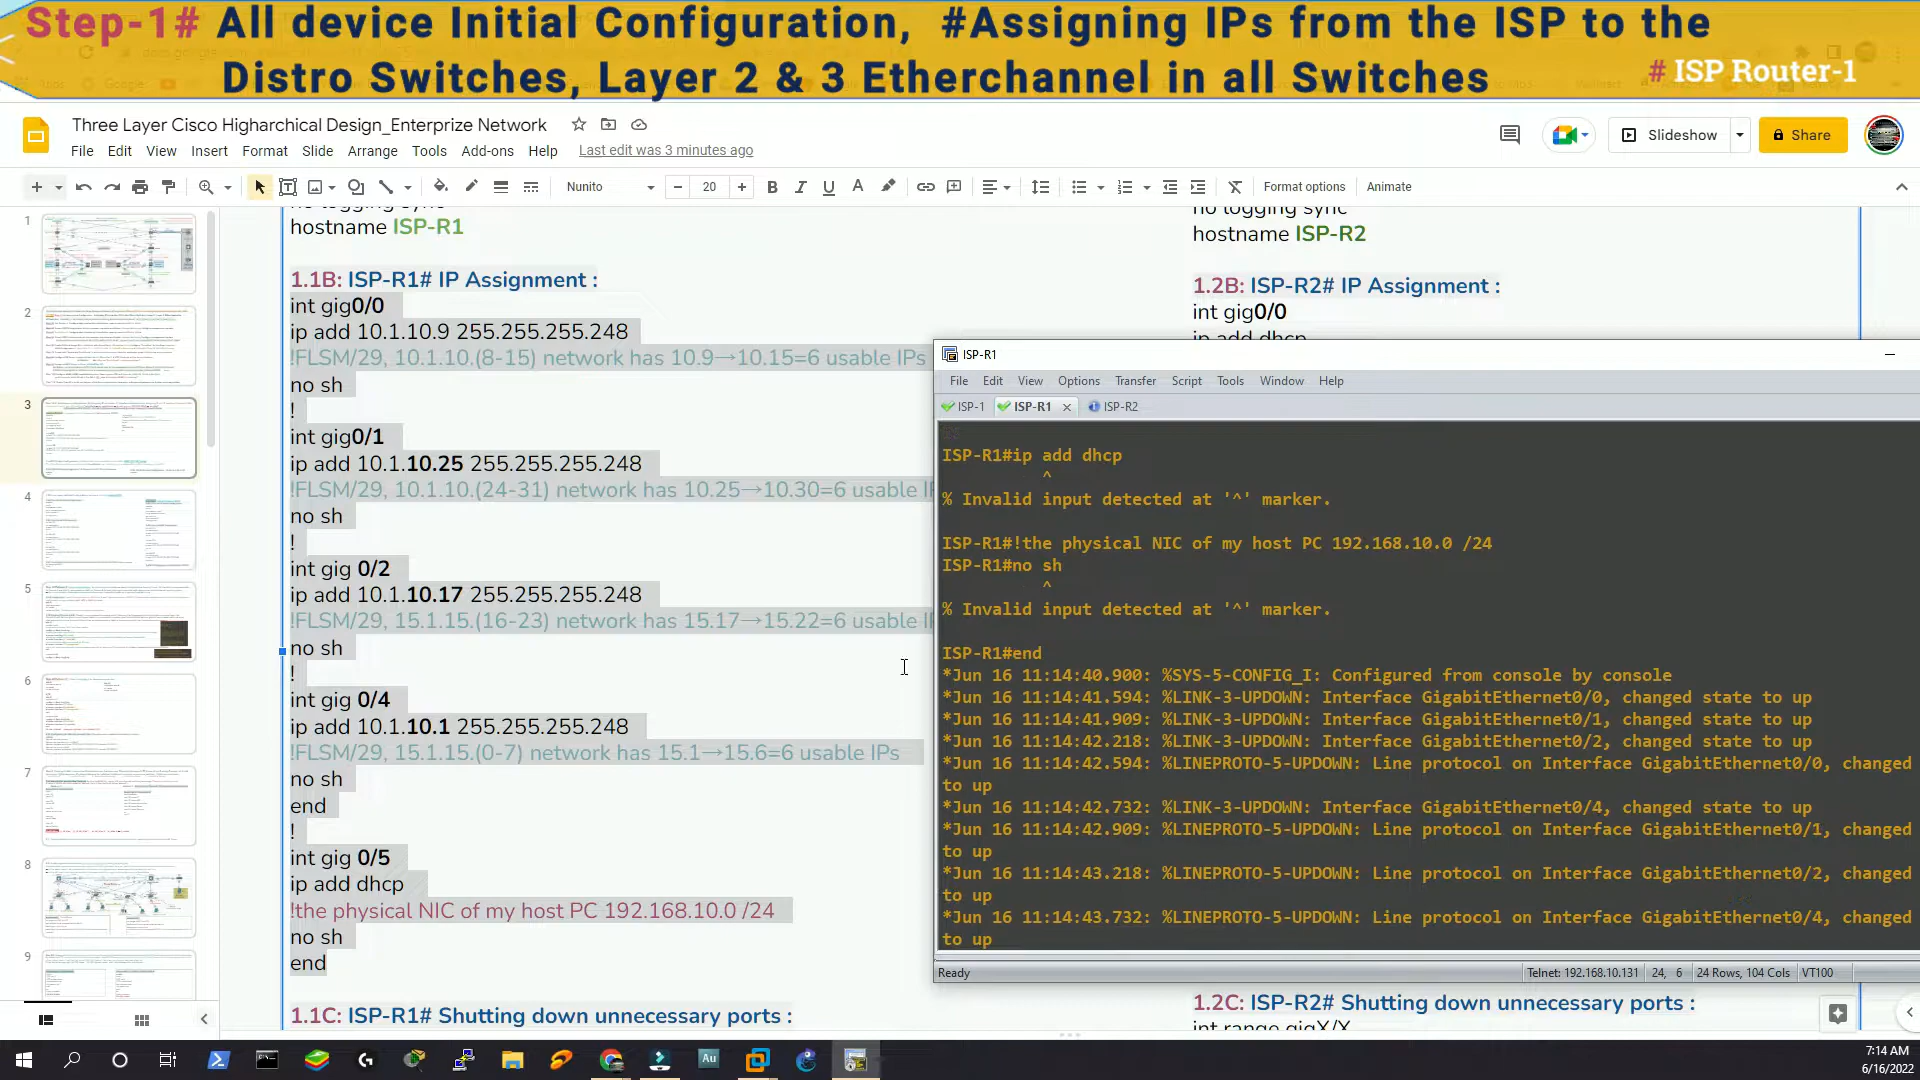 Step-1# All device Initial Configuration, #Assigning IPs from the ISP to the
Distro Switches, Layer 2 & 3 Etherchannel in all Switches
# ISP Router-1
Three Layer Cisco Higharchical Design_Enterprize Network
File Edit View Insert Format Slide Arrange Tools Add-ons Help Last edit was 3 minutes ago
Slideshow
Share
Nunito
20
Format options
Animate
1
2
3
4
5
6
7
8
9
no logging sync
hostname ISP-R1
1.1B: ISP-R1# IP Assignment :
int gig0/0
ip add 10.1.10.9 255.255.255.248
!FLSM/29, 10.1.10.(8-15) network has 10.9→10.15=6 usable IPs
no sh
!
int gig0/1
ip add 10.1.10.25 255.255.255.248
!FLSM/29, 10.1.10.(24-31) network has 10.25→10.30=6 usable
no sh
!
int gig 0/2
ip add 10.1.10.17 255.255.255.248
!FLSM/29, 15.1.15.(16-23) network has 15.17→15.22=6 usable
no sh
!
int gig 0/4
ip add 10.1.10.1 255.255.255.248
!FLSM/29, 15.1.15.(0-7) network has 15.1→15.6=6 usable IPs
no sh
end
!
int gig 0/5
ip add dhcp
!the physical NIC of my host PC 192.168.10.0 /24
no sh
end
1.1C: ISP-R1# Shutting down unnecessary ports :
no logging sync
hostname ISP-R2
1.2B: ISP-R2# IP Assignment :
int gig0/0
ip add dhcp
ISP-R1
File Edit View Options Transfer Script Tools Window Help
ISP-1 ISP-R1 ISP-R2
ISP-R1#ip add dhcp
^
% Invalid input detected at '^' marker.
ISP-R1#!the physical NIC of my host PC 192.168.10.0 /24
ISP-R1#no sh
^
% Invalid input detected at '^' marker.
ISP-R1#end
*Jun 16 11:14:40.900: %SYS-5-CONFIG_I: Configured from console by console
*Jun 16 11:14:41.594: %LINK-3-UPDOWN: Interface GigabitEthernet0/0, changed state to up
*Jun 16 11:14:41.909: %LINK-3-UPDOWN: Interface GigabitEthernet0/1, changed state to up
*Jun 16 11:14:42.218: %LINK-3-UPDOWN: Interface GigabitEthernet0/2, changed state to up
*Jun 16 11:14:42.594: %LINEPROTO-5-UPDOWN: Line protocol on Interface GigabitEthernet0/0, changed
to up
*Jun 16 11:14:42.732: %LINK-3-UPDOWN: Interface GigabitEthernet0/4, changed state to up
*Jun 16 11:14:42.909: %LINEPROTO-5-UPDOWN: Line protocol on Interface GigabitEthernet0/1, changed
to up
*Jun 16 11:14:43.218: %LINEPROTO-5-UPDOWN: Line protocol on Interface GigabitEthernet0/2, changed
to up
*Jun 16 11:14:43.732: %LINEPROTO-5-UPDOWN: Line protocol on Interface GigabitEthernet0/4, changed
to up
Ready
Telnet: 192.168.10.131 24, 6 24 Rows, 104 Cols VT100
1.2C: ISP-R2# Shutting down unnecessary ports :
int range gigX/X
Au
7:14 AM
6/16/2022